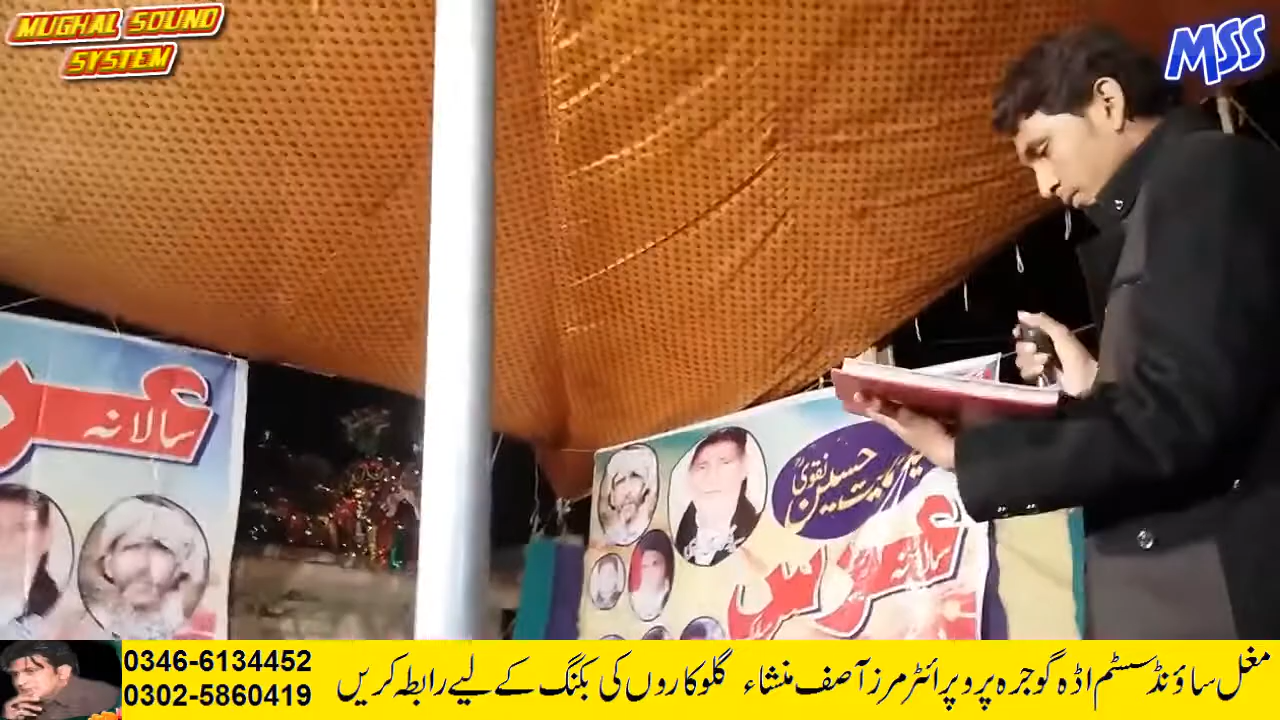 MUGHAL SOUND
SYSTEM
MSS
سالانہ
عرس
حسین نقوی
سالانہ
عرس
0346-6134452
0302-5860419
مغل ساؤنڈ سسٹم اڈہ گوجرہ پروپرائٹر مرزا آصف منشاء گلوکاروں کی بکنگ کے لیے رابطہ کریں